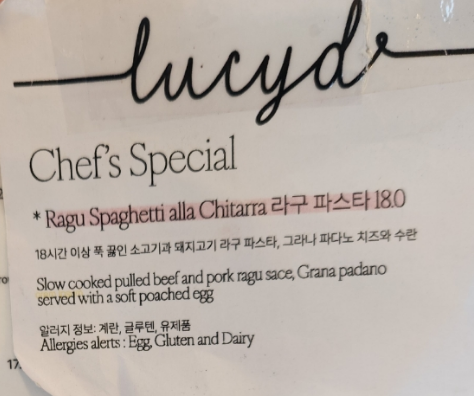 lucyd
Chef's Special
* Ragu Spaghetti alla Chitarra 라구 파스타 18.0
18시간 이상 푹 끓인 소고기과 돼지고기 라구 파스타, 그라나 파다노 치즈와 수란
Slow cooked pulled beef and pork ragu sace, Grana padano
served with a soft poached egg
알러지 정보: 계란, 글루텐, 유제품
Allergies alerts : Egg, Gluten and Dairy
17.